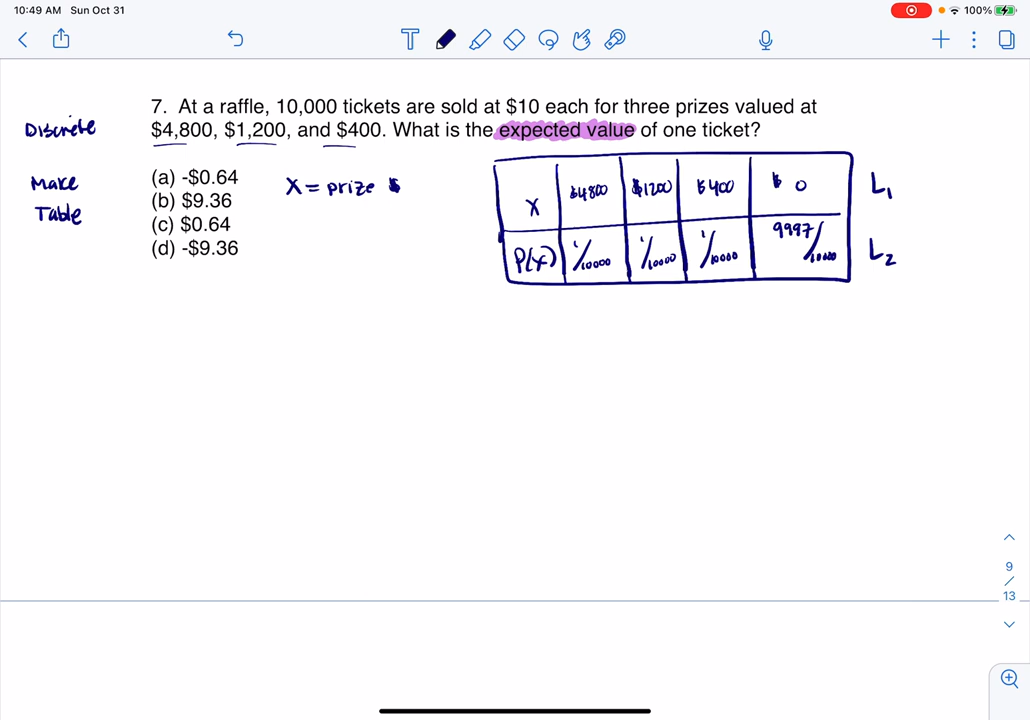 10:49 AM Sun Oct 31
100%
7. At a raffle, 10,000 tickets are sold at $10 each for three prizes valued at
$4,800, $1,200, and $400. What is the expected value of one ticket?
Discrete
Make
Table
(a) -$0.64
(b) $9.36
(c) $0.64
(d) -$9.36
X = prize $
X $4800 $1200 $400 $ 0 L1
P(x) 1/10000 1/10000 1/10000 9997/10000 L2
9
/
13